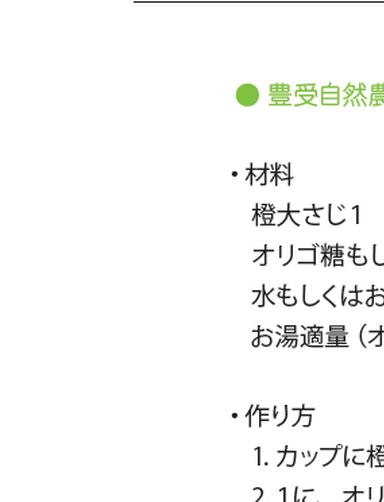 ● 豊受自然農
・材料
橙大さじ1
オリゴ糖もし
水もしくはお
お湯適量（オ
・作り方
1. カップに橙
2. 1に、オリ